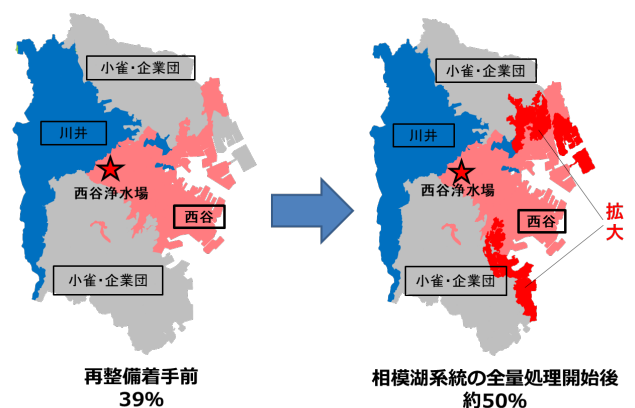 小雀・企業団
川井
西谷浄水場
西谷
小雀・企業団
再整備着手前
39%
小雀・企業団
川井
西谷浄水場
西谷
拡大
小雀・企業団
相模湖系統の全量処理開始後
約50%